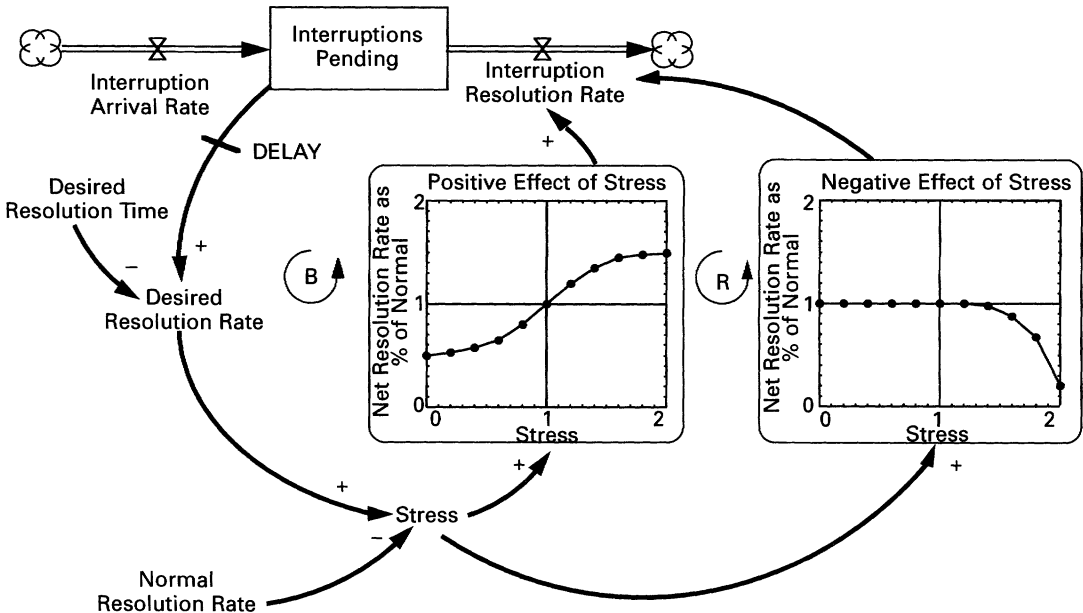 Interruptions
Pending
Interruption
Arrival Rate
Interruption
Resolution Rate
+
DELAY
Desired
Resolution Time
+
−
Desired
Resolution Rate
B
R
Positive Effect of Stress
Net Resolution Rate as
% of Normal
2
1
0
0
1
2
Stress
Negative Effect of Stress
Net Resolution Rate as
% of Normal
2
1
0
0
1
2
Stress
+
+
+
Stress
−
Normal
Resolution Rate